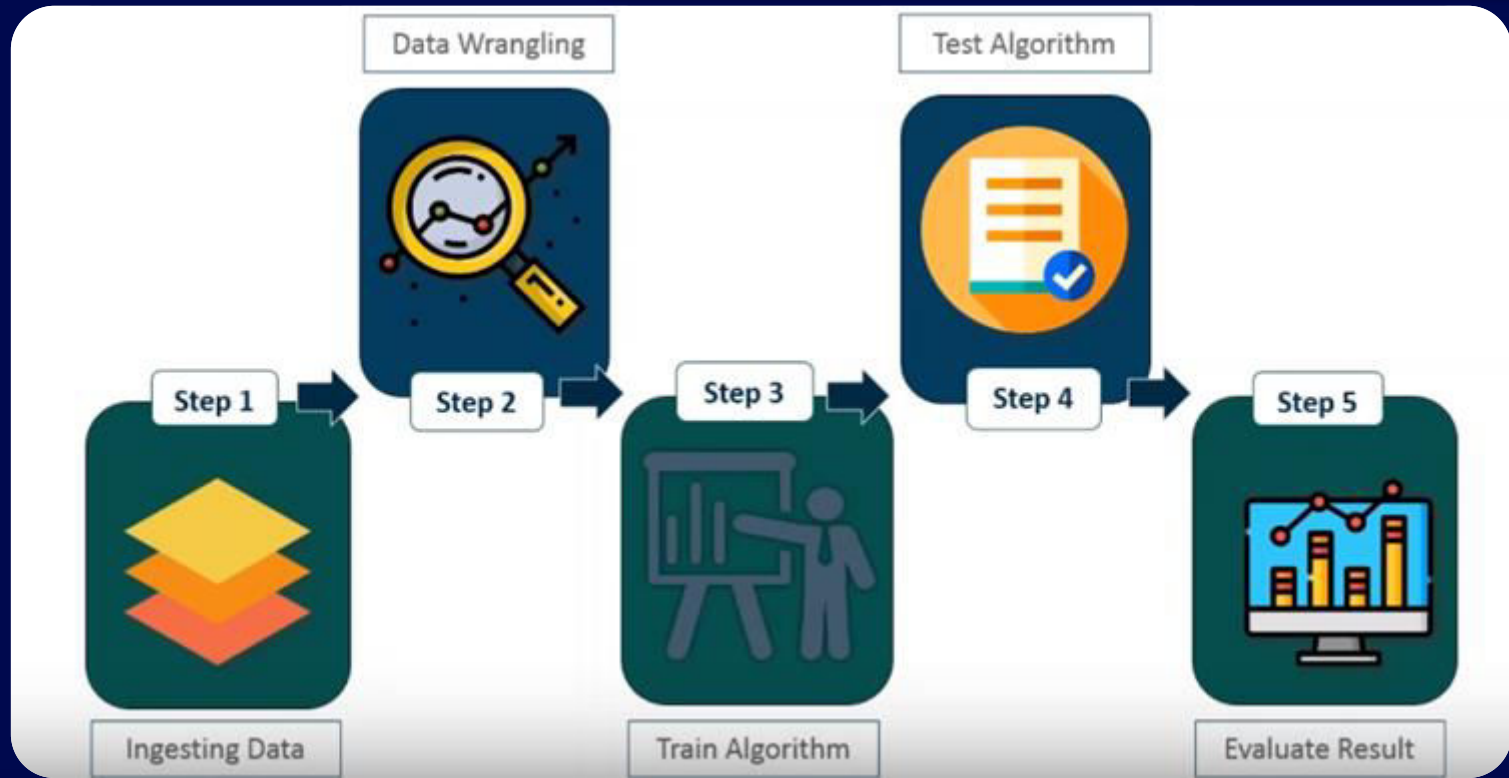 Data Wrangling
Test Algorithm
Step 1
Step 2
Step 3
Step 4
Step 5
Ingesting Data
Train Algorithm
Evaluate Result